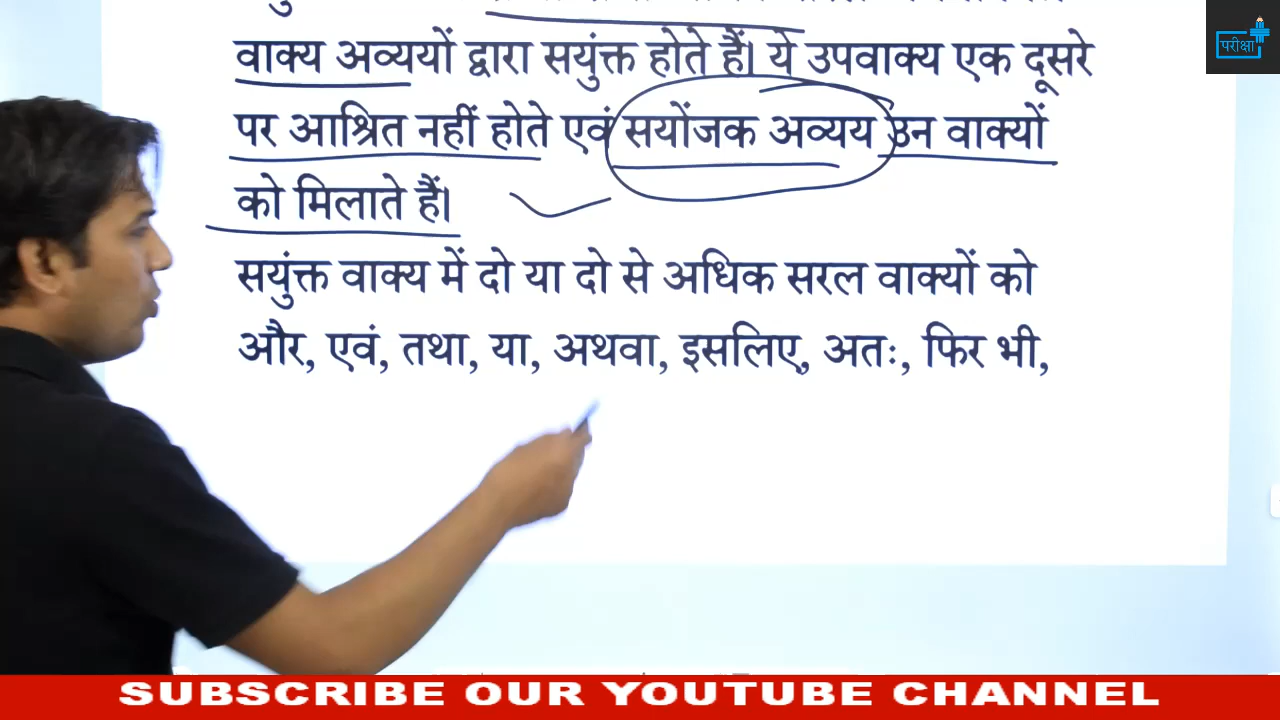 वाक्य अव्ययों द्वारा सयुंक्त होते हैं। ये उपवाक्य एक दूसरे
पर आश्रित नहीं होते एवं सयोंजक अव्यय उन वाक्यों
को मिलाते हैं।
सयुंक्त वाक्य में दो या दो से अधिक सरल वाक्यों को
और, एवं, तथा, या, अथवा, इसलिए, अतः, फिर भी,
परीक्षा
SUBSCRIBE OUR YOUTUBE CHANNEL